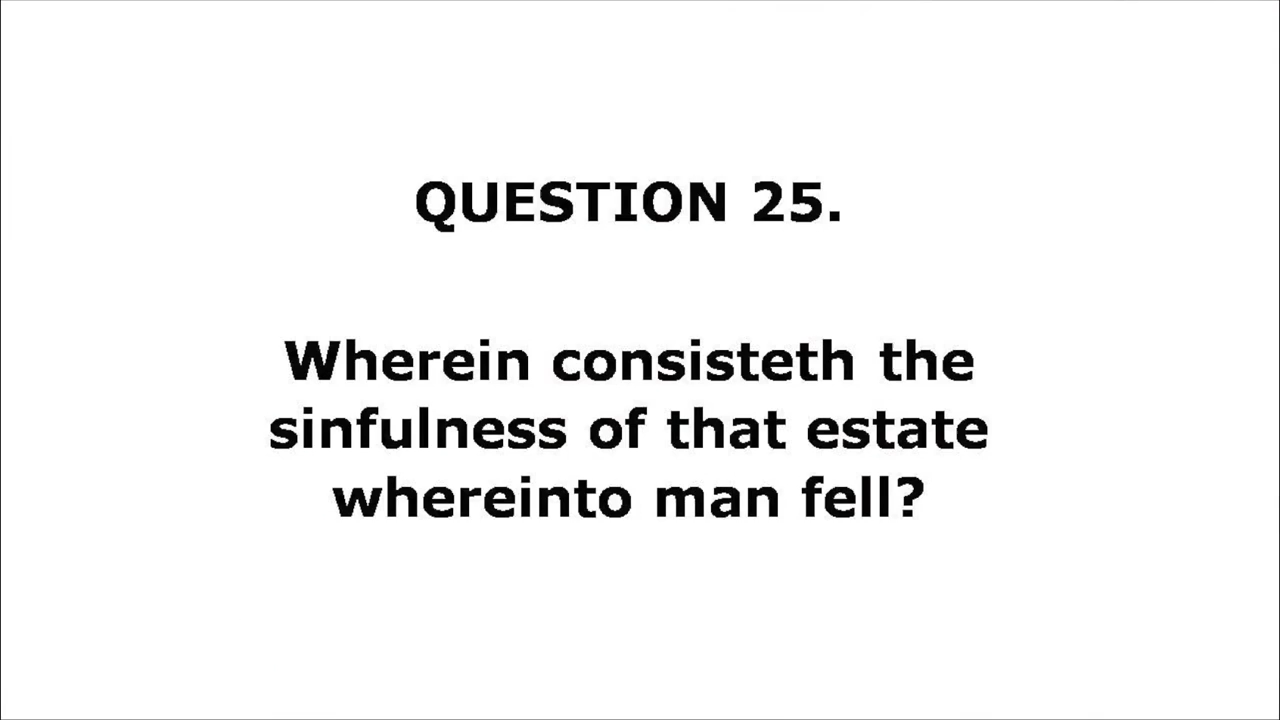 QUESTION 25.
Wherein consisteth the
sinfulness of that estate
whereinto man fell?